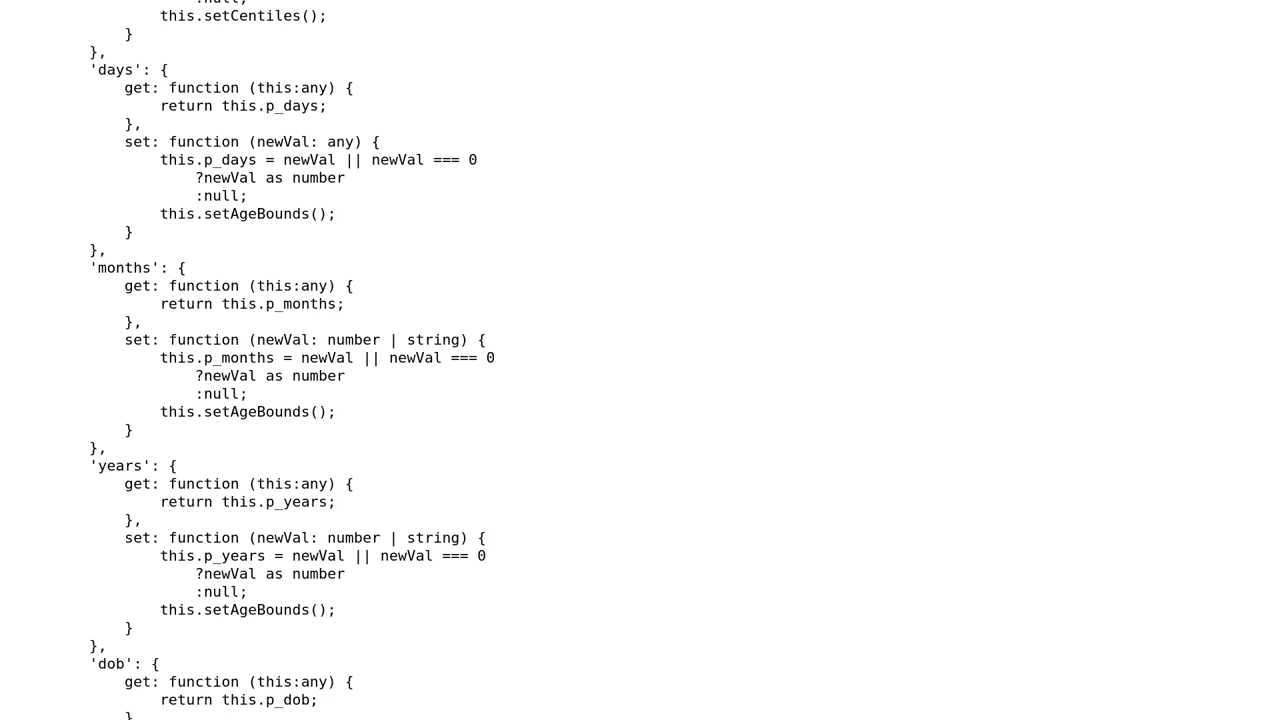 :null;
this.setCentiles();
}
},
'days': {
get: function (this:any) {
return this.p_days;
},
set: function (newVal: any) {
this.p_days = newVal || newVal === 0
?newVal as number
:null;
this.setAgeBounds();
}
},
'months': {
get: function (this:any) {
return this.p_months;
},
set: function (newVal: number | string) {
this.p_months = newVal || newVal === 0
?newVal as number
:null;
this.setAgeBounds();
}
},
'years': {
get: function (this:any) {
return this.p_years;
},
set: function (newVal: number | string) {
this.p_years = newVal || newVal === 0
?newVal as number
:null;
this.setAgeBounds();
}
},
'dob': {
get: function (this:any) {
return this.p_dob;
}